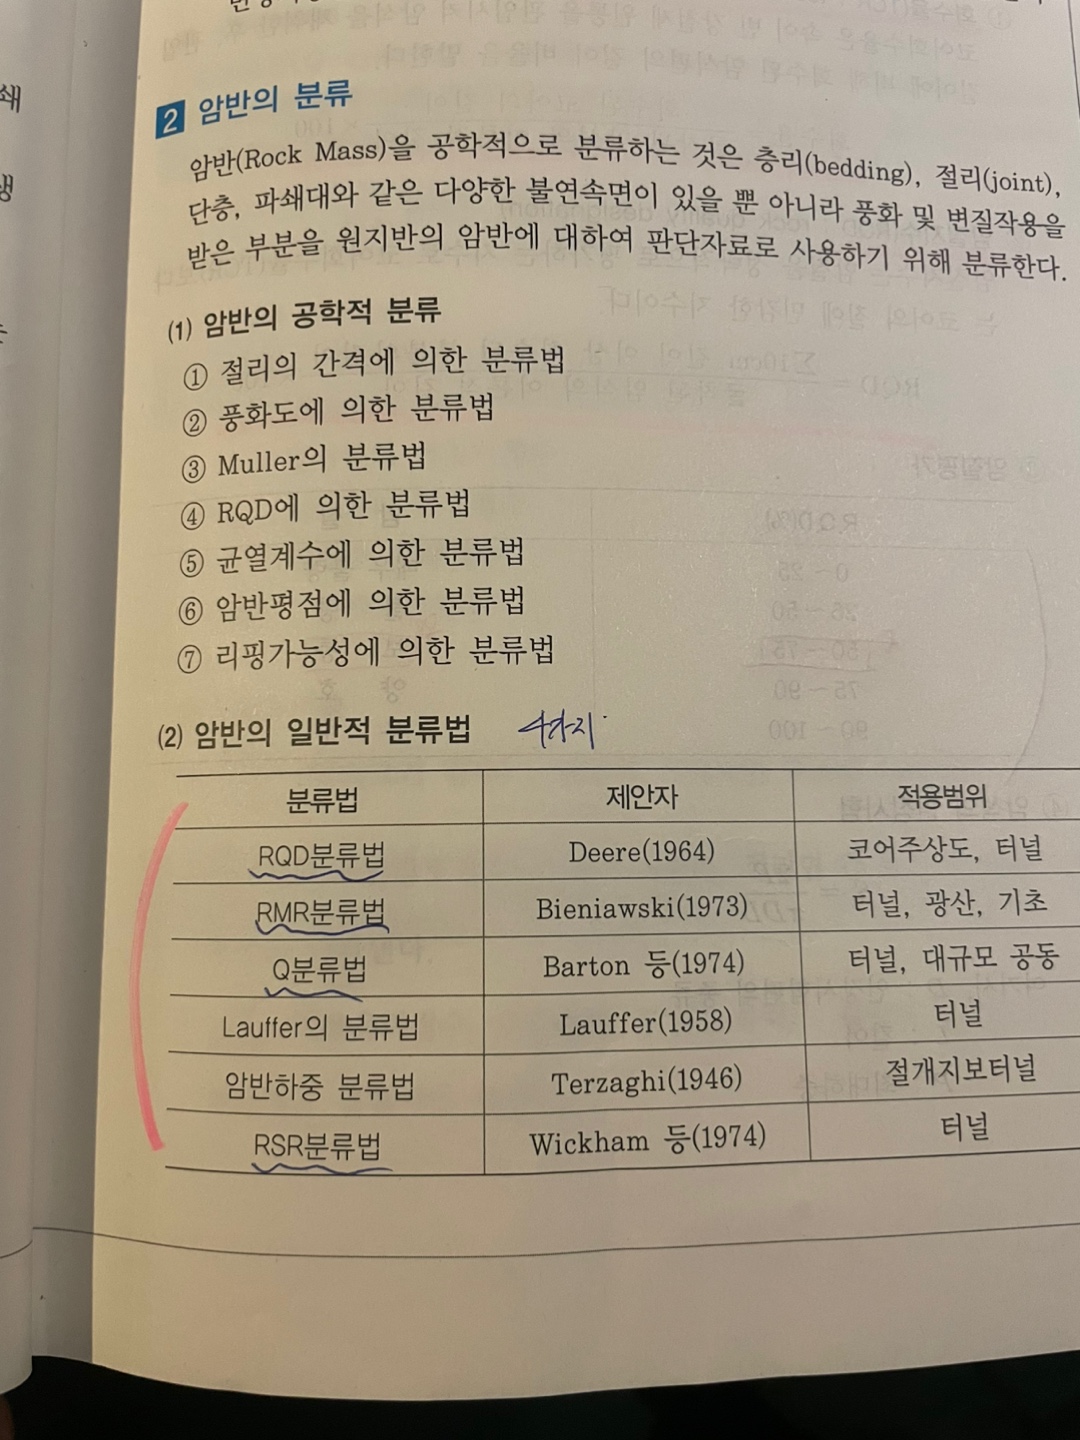 2 암반의 분류
암반(Rock Mass)을 공학적으로 분류하는 것은 층리(bedding), 절리(joint),
단층, 파쇄대와 같은 다양한 불연속면이 있을 뿐 아니라 풍화 및 변질작용을
받은 부분을 원지반의 암반에 대하여 판단자료로 사용하기 위해 분류한다.
(1) 암반의 공학적 분류
① 절리의 간격에 의한 분류법
② 풍화도에 의한 분류법
③ Muller의 분류법
④ RQD에 의한 분류법
⑤ 균열계수에 의한 분류법
⑥ 암반평점에 의한 분류법
⑦ 리핑가능성에 의한 분류법
(2) 암반의 일반적 분류법 4가지
분류법 제안자 적용범위
RQD분류법 Deere(1964) 코어주상도, 터널
RMR분류법 Bieniawski(1973) 터널, 광산, 기초
Q분류법 Barton 등(1974) 터널, 대규모 공동
Lauffer의 분류법 Lauffer(1958) 터널
암반하중 분류법 Terzaghi(1946) 절개지보터널
RSR분류법 Wickham 등(1974) 터널